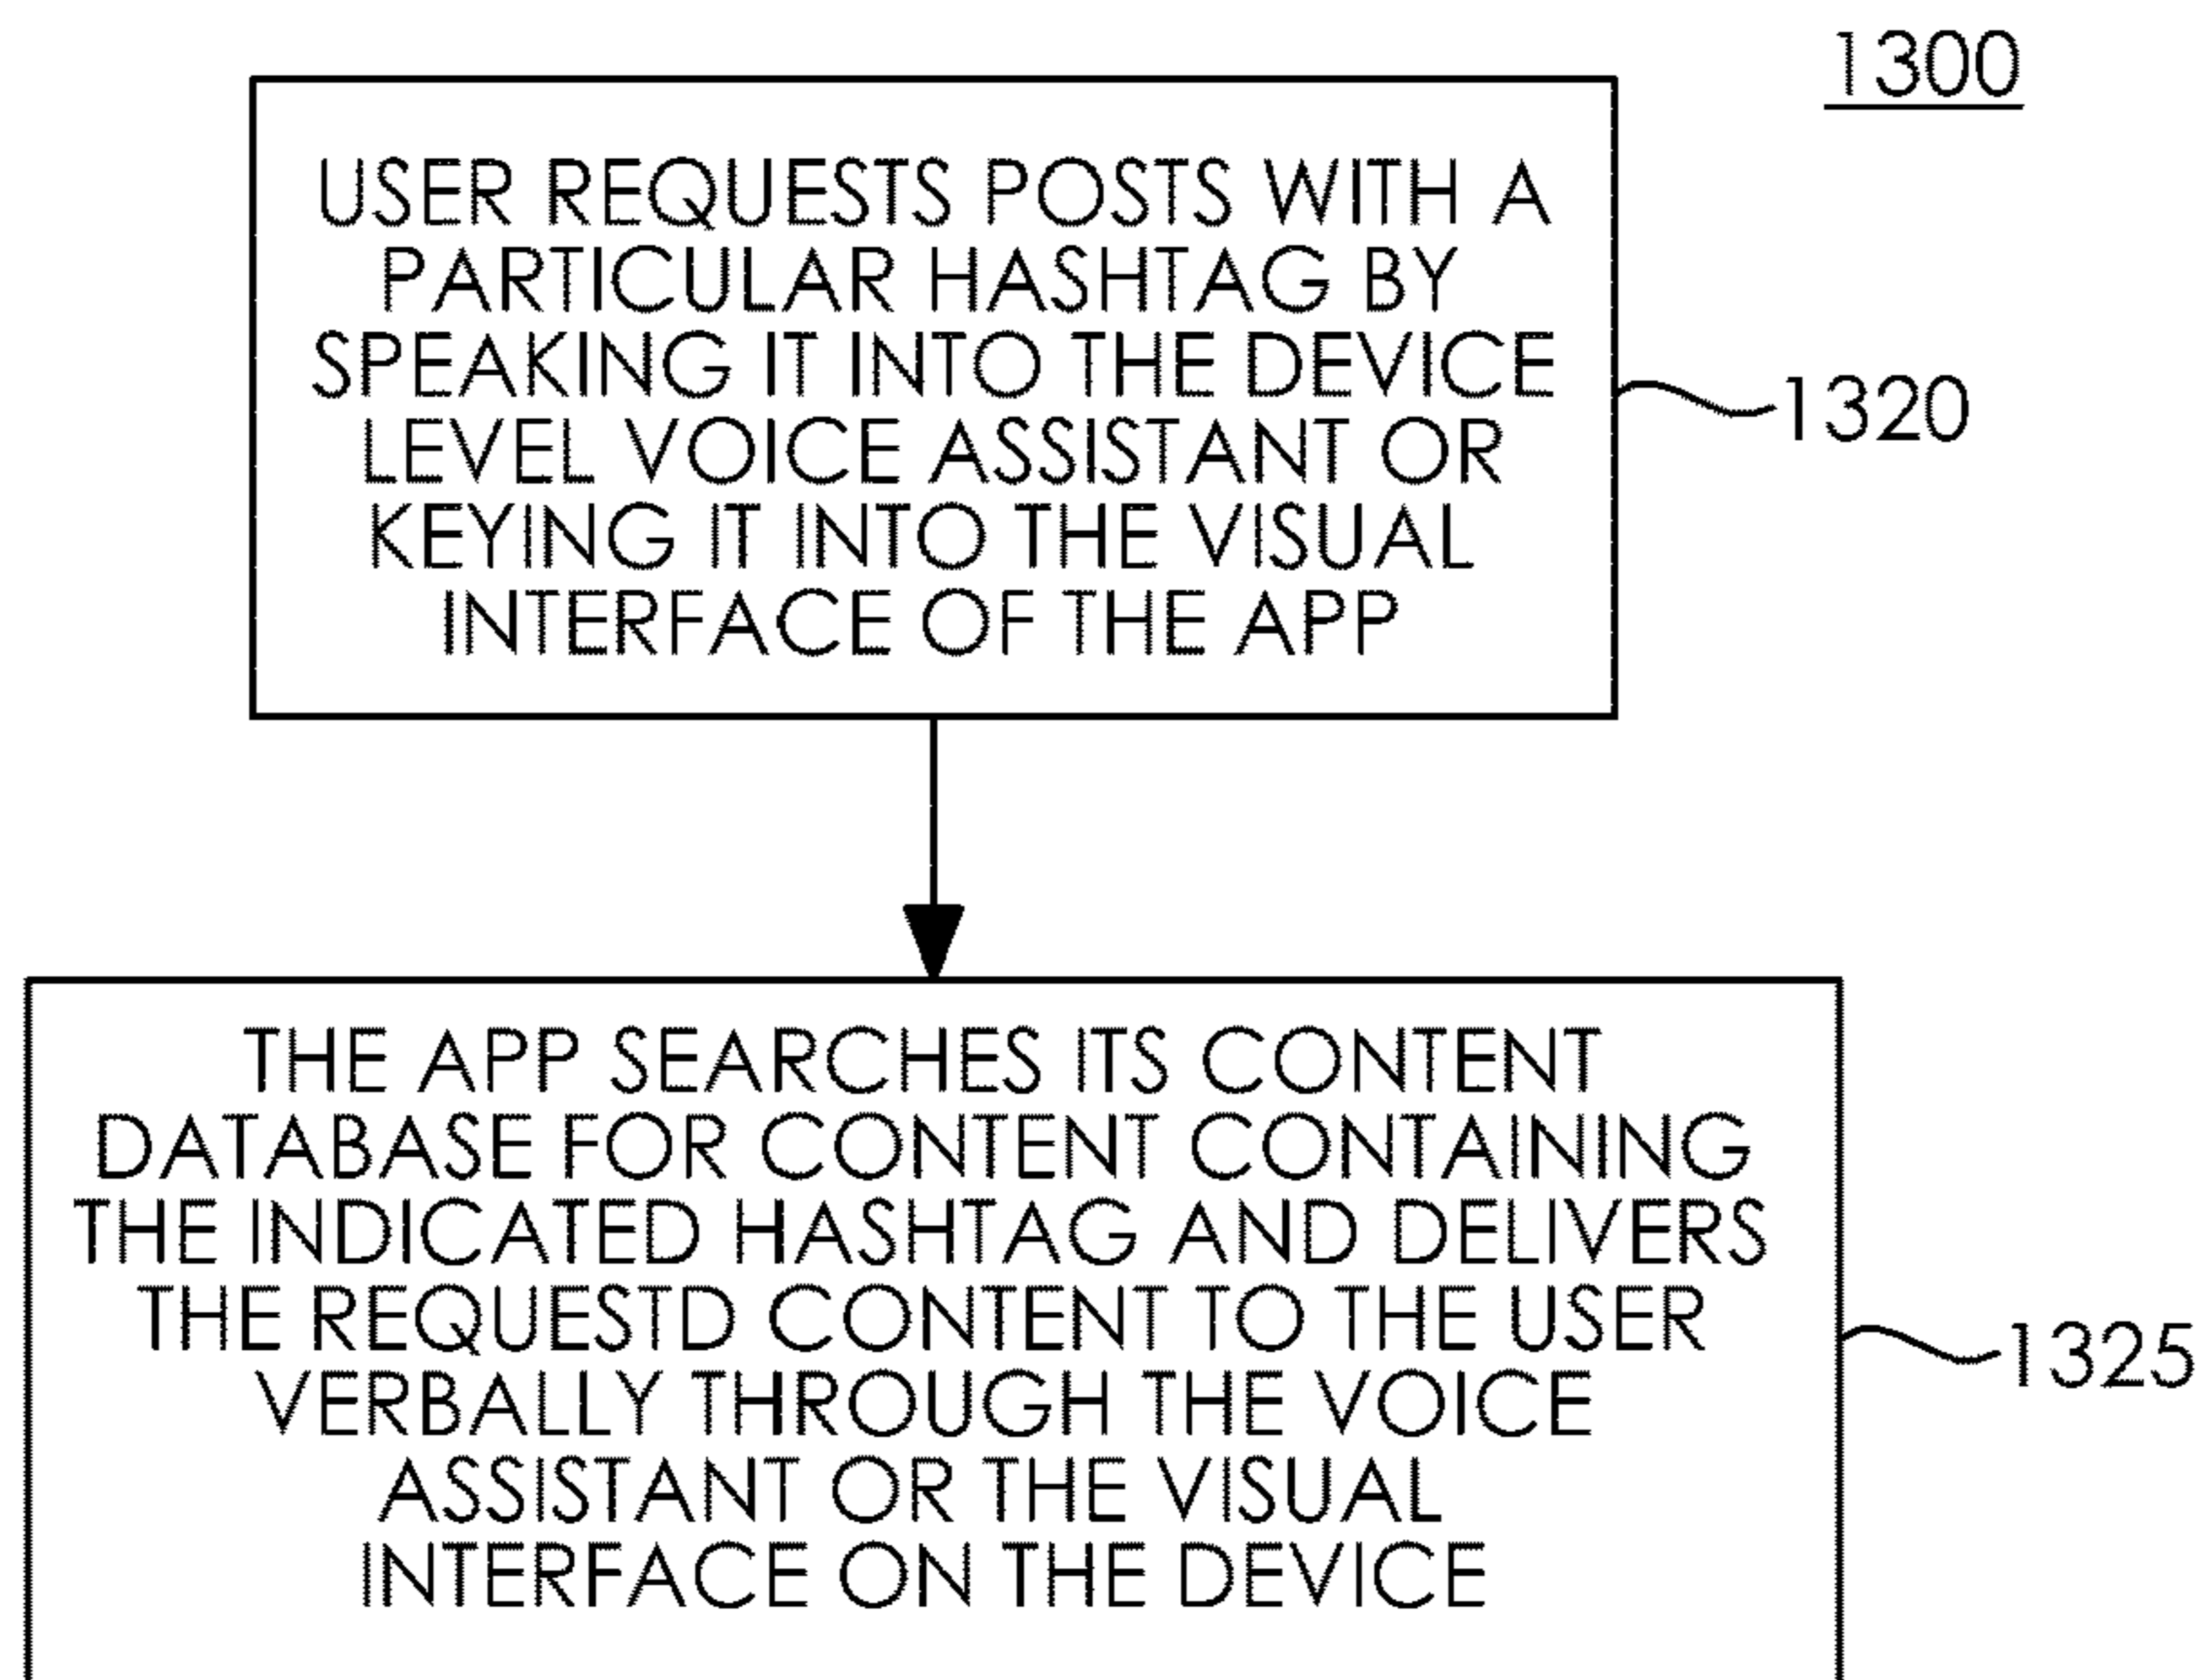 1300
USER REQUESTS POSTS WITH A
PARTICULAR HASHTAG BY
SPEAKING IT INTO THE DEVICE
LEVEL VOICE ASSISTANT OR
KEYING IT INTO THE VISUAL
INTERFACE OF THE APP
1320
THE APP SEARCHES ITS CONTENT
DATABASE FOR CONTENT CONTAINING
THE INDICATED HASHTAG AND DELIVERS
THE REQUESTD CONTENT TO THE USER
VERBALLY THROUGH THE VOICE
ASSISTANT OR THE VISUAL
INTERFACE ON THE DEVICE
1325